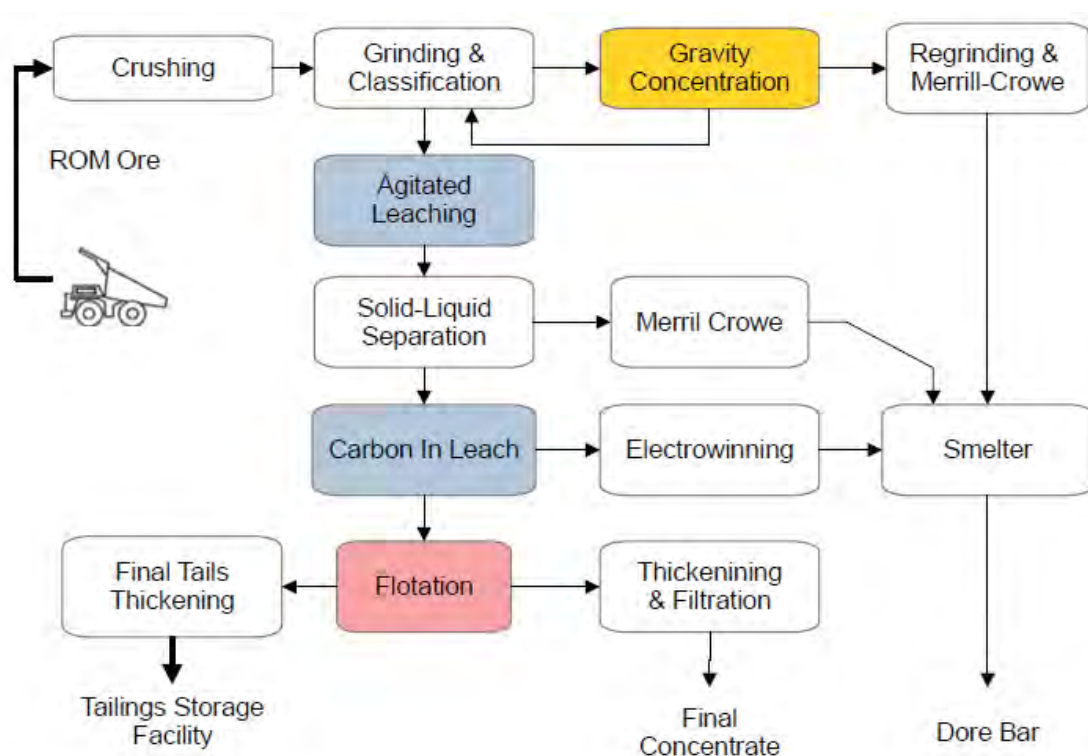 Crushing
Grinding &
Classification
Gravity
Concentration
Regrinding &
Merrill-Crowe
ROM Ore
Agitated
Leaching
Solid-Liquid
Separation
Merril Crowe
Carbon In Leach
Electrowinning
Smelter
Final Tails
Thickening
Flotation
Thickenining
& Filtration
Tailings Storage
Facility
Final
Concentrate
Dore Bar